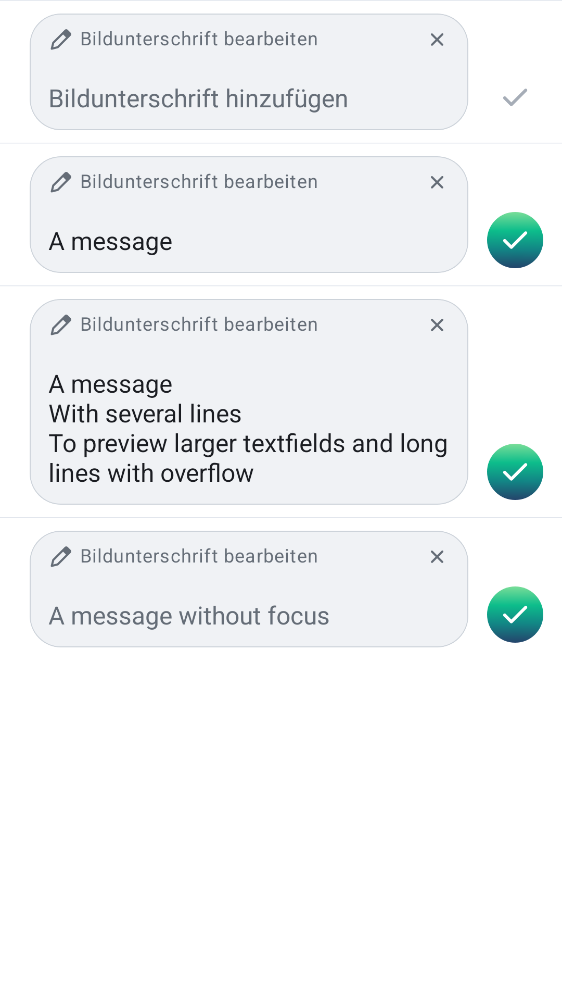 Bildunterschrift bearbeiten
Bildunterschrift hinzufügen
Bildunterschrift bearbeiten
A message
Bildunterschrift bearbeiten
A message
With several lines
To preview larger textfields and long
lines with overflow
Bildunterschrift bearbeiten
A message without focus